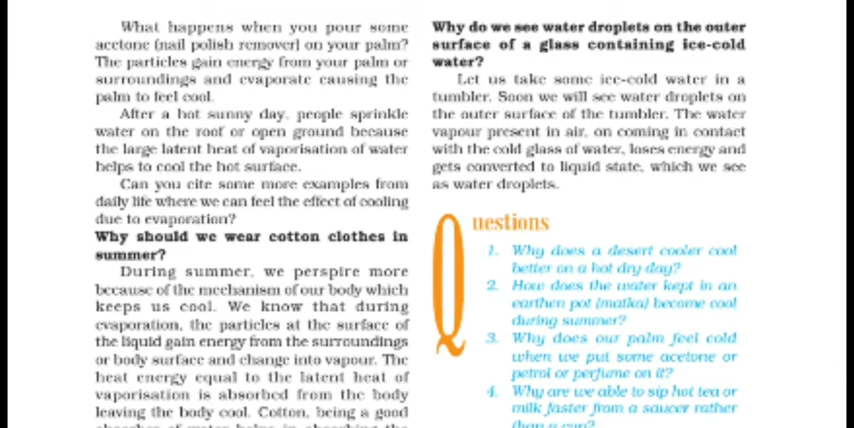 What happens when you pour some
acetone (nail polish remover) on your palm?
The particles gain energy from your palm or
surroundings and evaporate causing the
palm to feel cool.
After a hot sunny day, people sprinkle
water on the roof or open ground because
the large latent heat of vaporisation of water
helps to cool the hot surface.
Can you cite some more examples from
daily life where we can feel the effect of cooling
due to evaporation?
Why should we wear cotton clothes in
summer?
During summer, we perspire more
because of the mechanism of our body which
keeps us cool. We know that during
evaporation, the particles at the surface of
the liquid gain energy from the surroundings
or body surface and change into vapour. The
heat energy equal to the latent heat of
vaporisation is absorbed from the body
leaving the body cool. Cotton, being a good
absorber of water helps in absorbing the
Why do we see water droplets on the outer
surface of a glass containing ice-cold
water?
Let us take some ice-cold water in a
tumbler. Soon we will see water droplets on
the outer surface of the tumbler. The water
vapour present in air, on coming in contact
with the cold glass of water, loses energy and
gets converted to liquid state, which we see
as water droplets.
Questions
1. Why does a desert cooler cool
better on a hot dry day?
2. How does the water kept in an
earthen pot (matka) become cool
during summer?
3. Why does our palm feel cold
when we put some acetone or
petrol or perfume on it?
4. Why are we able to sip hot tea or
milk faster from a saucer rather
than a cup?